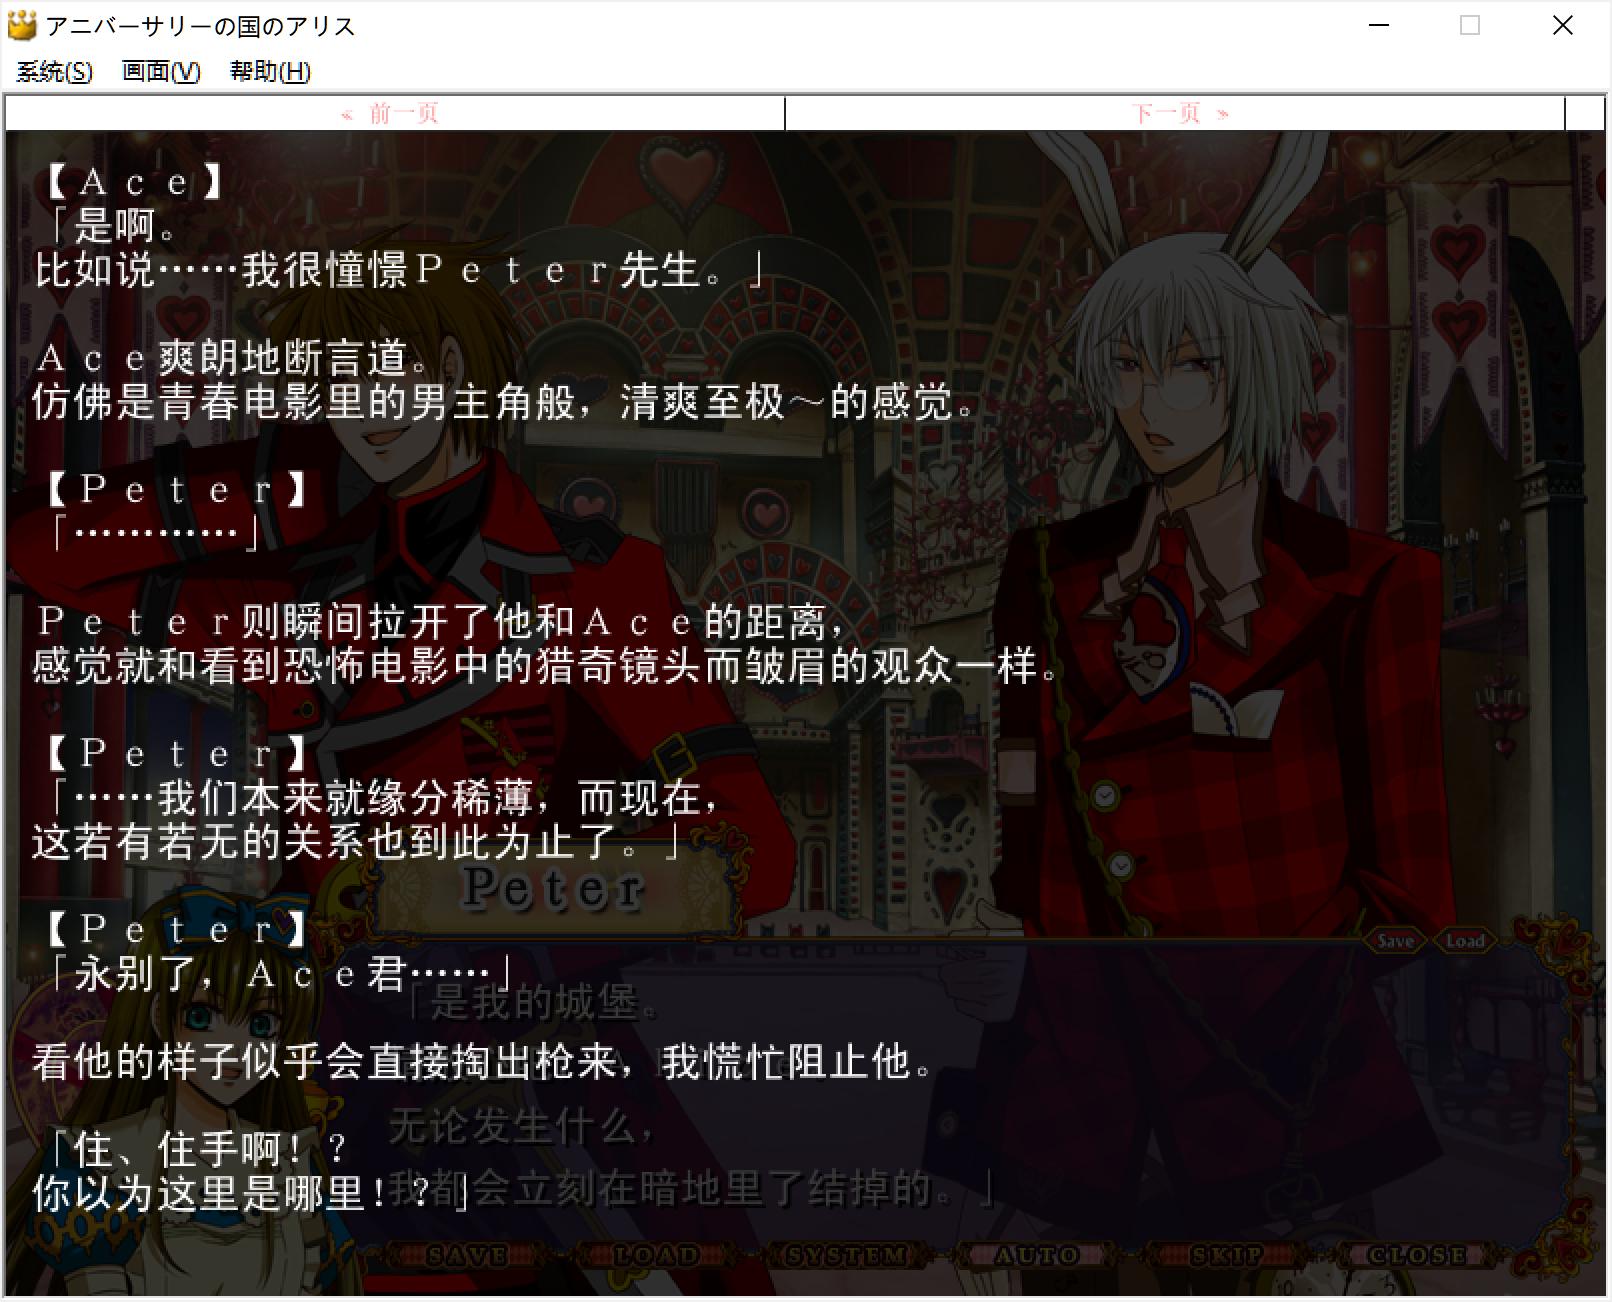 アニバーサリーの国のアリス
系统(S) 画面(V) 帮助(H)
« 前一页 下一页 »
【Ace】
「是啊。
比如说……我很憧憬Peter先生。」
Ace爽朗地断言道。
仿佛是青春电影里的男主角般，清爽至极～的感觉。
【Peter】
「…………」
Peter则瞬间拉开了他和Ace的距离，
感觉就和看到恐怖电影中的猎奇镜头而皱眉的观众一样。
【Peter】
「……我们本来就缘分稀薄，而现在，
这若有若无的关系也到此为止了。」
Peter
【Peter】
Save Load
「永别了，Ace君……」
「是我的城堡。
看他的样子似乎会直接掏出枪来，我慌忙阻止他。
无论发生什么，
「住、住手啊！？
你以为这里是哪里！？」
我都会立刻在暗地里了结掉的。」
SAVE LOAD SYSTEM AUTO SKIP CLOSE